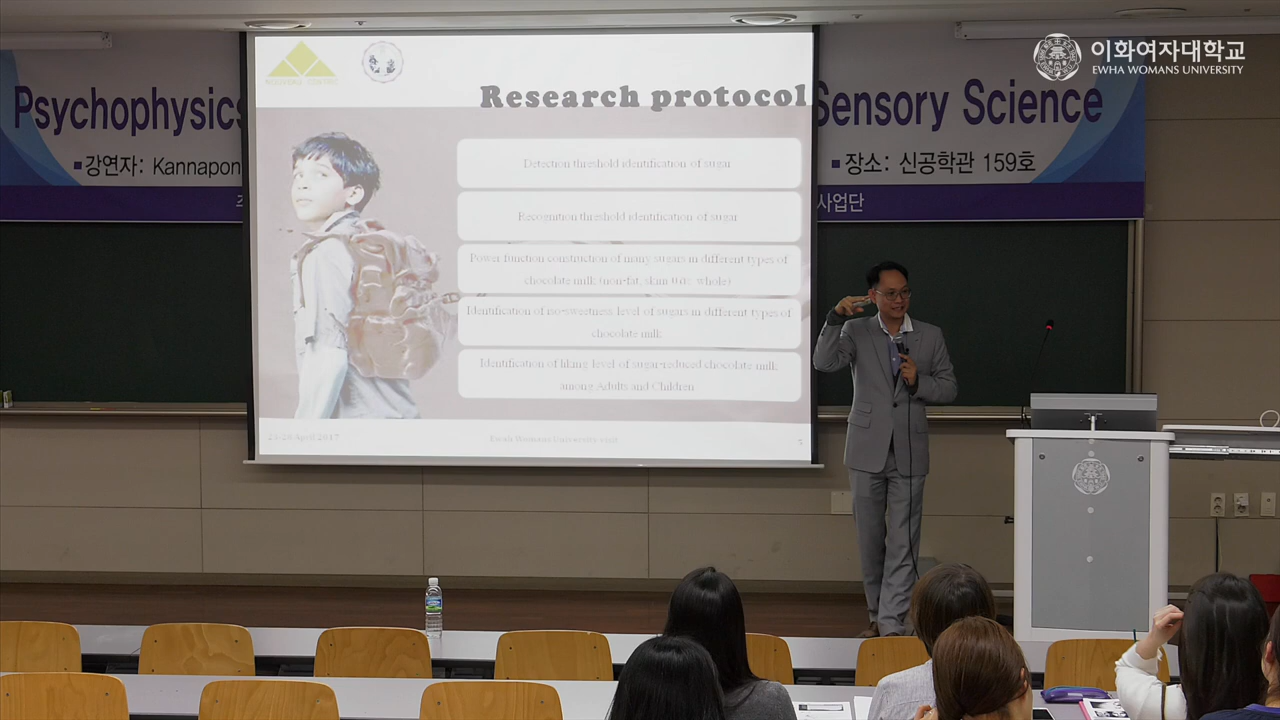 이화여자대학교
EWHA WOMANS UNIVERSITY
Psychophysics
Sensory Science
▪강연자: Kannapon
▪장소: 신공학관 159호
사업단
Research protocol
Detection threshold identification of sugar
Recognition threshold identification of sugar
Power function construction of many sugars in different types of
chocolate milk (non-fat, skim 0.6% whole)
Identification of iso-sweetness level of sugars in different types of
chocolate milk
Identification of liking level of sugar-reduced chocolate milk
among Adults and Children
April 2017
Ewha Womans University visit